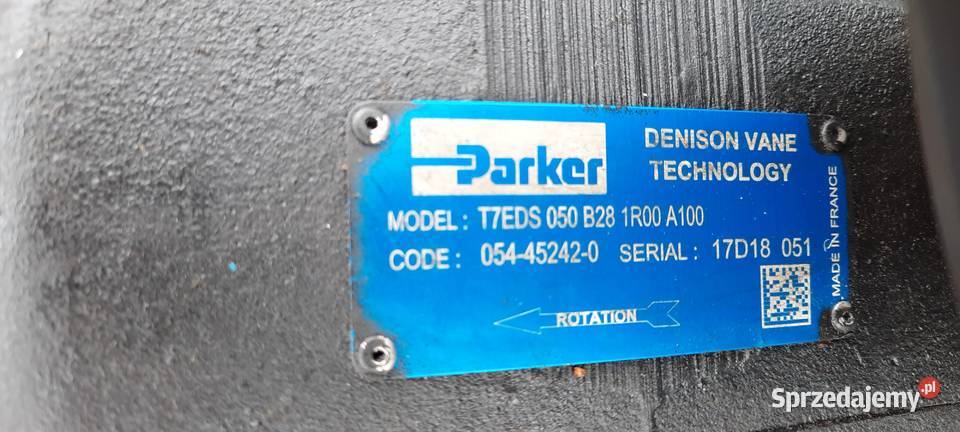 Parker
DENISON VANE
TECHNOLOGY
MODEL : T7EDS 050 B28 1R00 A100
CODE : 054-45242-0 SERIAL : 17D18 051
MADE IN FRANCE
ROTATION
Sprzedajemy.pl